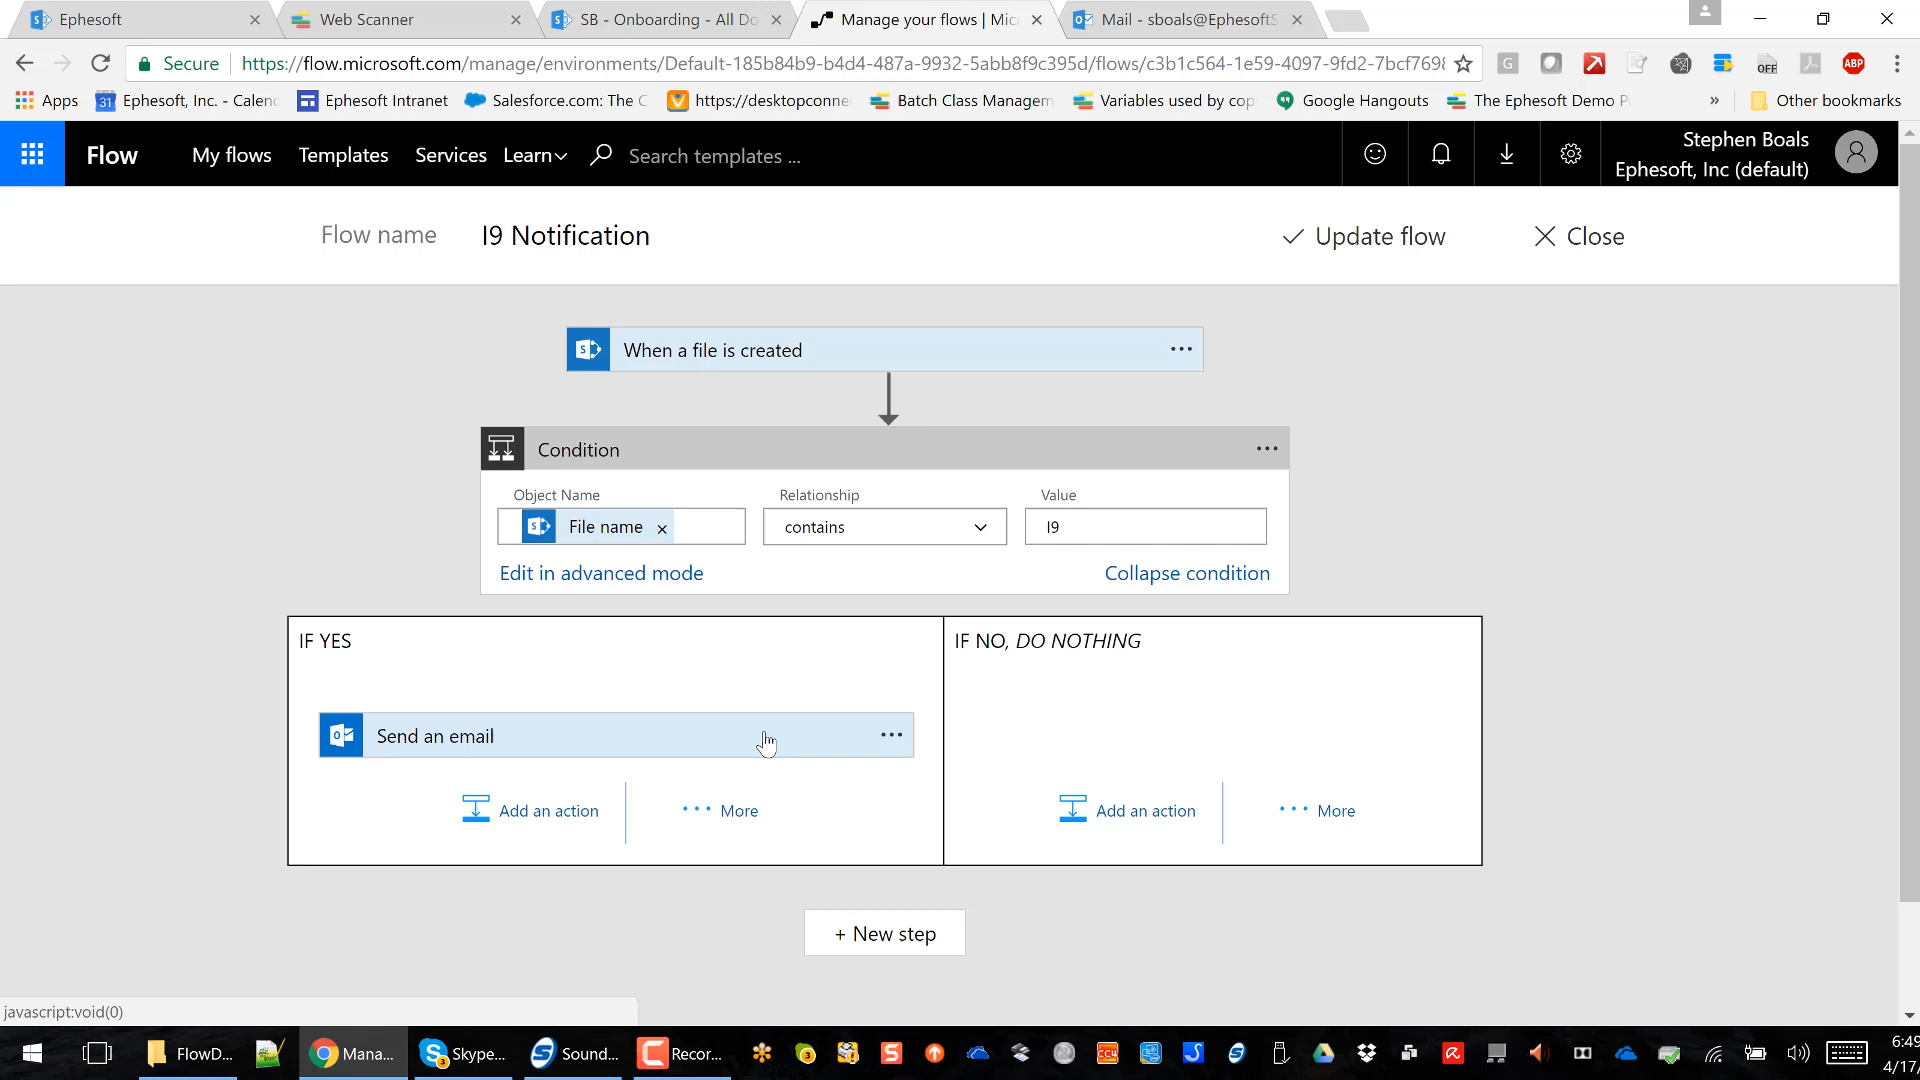 Ephesoft
Web Scanner
SB - Onboarding - All Do
Manage your flows | Mic
Mail - sboals@EphesoftS
Secure
https://flow.microsoft.com/manage/environments/Default-185b84b9-b4d4-487a-9932-5abb8f9c395d/flows/c3b1c564-1e59-4097-9fd2-7bcf7698
OFF
ABP
Apps
31
Ephesoft, Inc. - Calenc
Ephesoft Intranet
Salesforce.com: The C
https://desktopconne
Batch Class Managem
Variables used by cop
Google Hangouts
The Ephesoft Demo P
»
Other bookmarks
Flow
My flows
Templates
Services
Learn
Search templates ...
Stephen Boals
Ephesoft, Inc (default)
Flow name
I9 Notification
Update flow
Close
When a file is created
Condition
Object Name
Relationship
Value
File name
contains
I9
Edit in advanced mode
Collapse condition
IF YES
IF NO, DO NOTHING
Send an email
Add an action
More
Add an action
More
+ New step
javascript:void(0)
FlowD...
Mana...
Skype...
Sound...
Recor...
6:49
4/17/